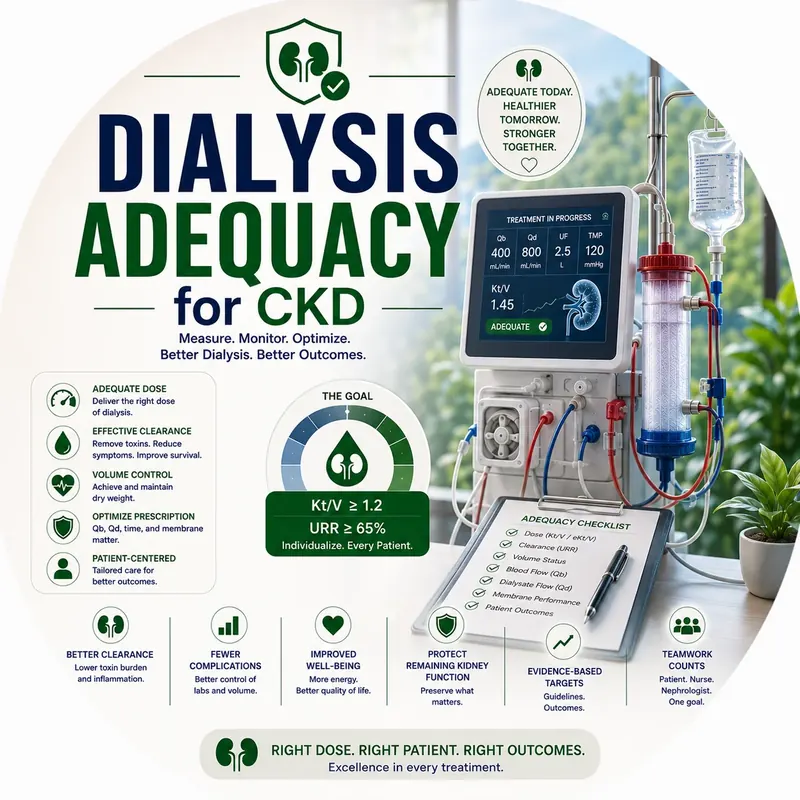 DIALYSIS
ADEQUACY
for CKD
Measure. Monitor. Optimize.
Better Dialysis. Better Outcomes.
ADEQUATE TODAY.
HEALTHIER
TOMORROW.
STRONGER
TOGETHER.
TREATMENT IN PROGRESS
Qb Qd UF TMP
400 800 2.5 120
mL/min mL/min L mmHg
Kt/V
1.45
ADEQUATE
ADEQUATE DOSE
Deliver the right dose
of dialysis.
EFFECTIVE CLEARANCE
Remove toxins. Reduce
symptoms. Improve survival.
VOLUME CONTROL
Achieve and maintain
dry weight.
OPTIMIZE PRESCRIPTION
Qb, Qd, time, and membrane
matter.
PATIENT-CENTERED
Tailored care for
better outcomes.
THE GOAL
Kt/V ≥ 1.2
URR ≥ 65%
Individualize. Every Patient.
ADEQUACY CHECKLIST
Dose (Kt/V / eKt/V)
Clearance (URR)
Volume Status
Blood Flow (Qb)
Dialysate Flow (Qd)
Membrane Performance
Patient Outcomes
BETTER CLEARANCE
Lower toxin burden
and inflammation.
FEWER
COMPLICATIONS
Better control of
labs and volume.
IMPROVED
WELL-BEING
More energy.
Better quality of life.
PROTECT
REMAINING KIDNEY
FUNCTION
Preserve what
matters.
EVIDENCE-BASED
TARGETS
Guidelines.
Outcomes.
TEAMWORK
COUNTS
Patient. Nurse.
Nephrologist.
One goal.
RIGHT DOSE. RIGHT PATIENT. RIGHT OUTCOMES.
Excellence in every treatment.